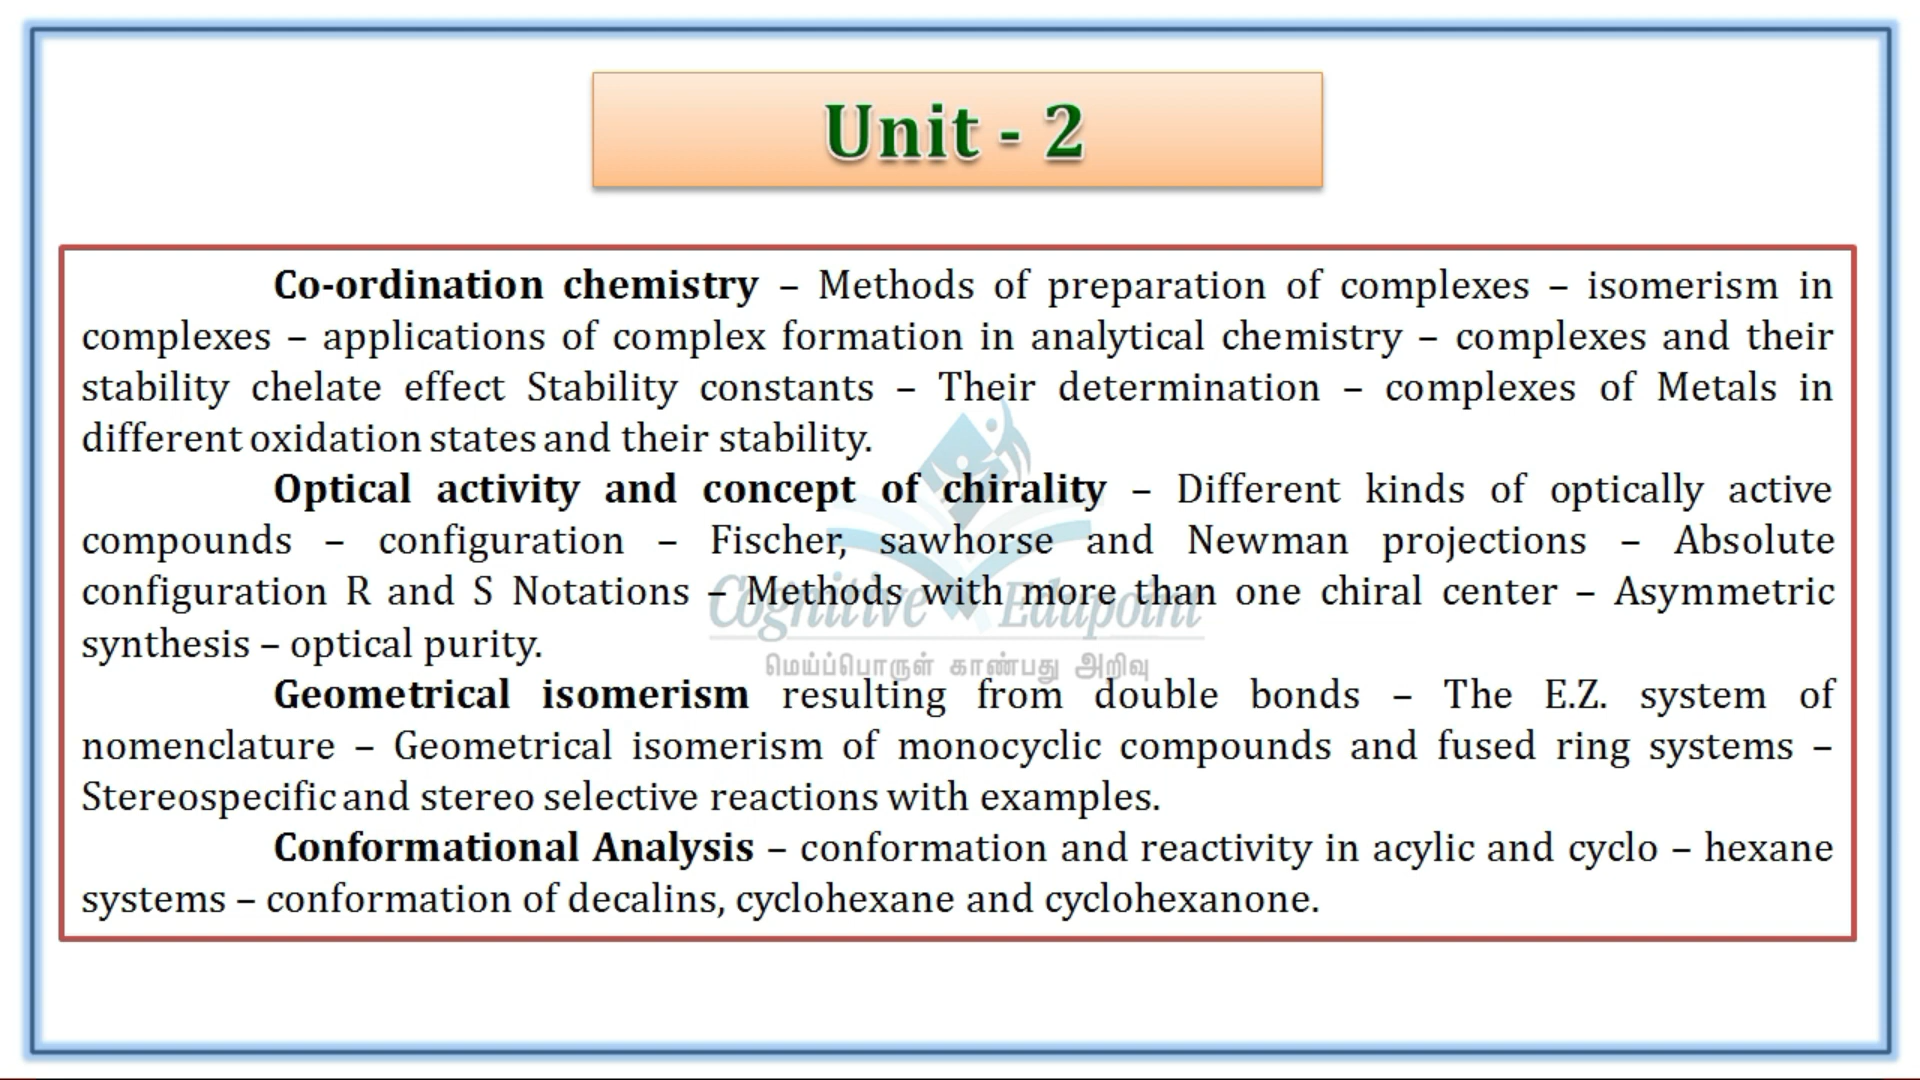 Unit - 2
Co-ordination chemistry – Methods of preparation of complexes – isomerism in
complexes – applications of complex formation in analytical chemistry – complexes and their
stability chelate effect Stability constants – Their determination – complexes of Metals in
different oxidation states and their stability.
Optical activity and concept of chirality – Different kinds of optically active
compounds – configuration – Fischer, sawhorse and Newman projections – Absolute
configuration R and S Notations – Methods with more than one chiral center – Asymmetric
synthesis – optical purity.
Cognitive Edupoint
மெய்ப்பொருள் காண்பது அறிவு
Geometrical isomerism resulting from double bonds – The E.Z. system of
nomenclature – Geometrical isomerism of monocyclic compounds and fused ring systems –
Stereospecific and stereo selective reactions with examples.
Conformational Analysis – conformation and reactivity in acylic and cyclo – hexane
systems – conformation of decalins, cyclohexane and cyclohexanone.